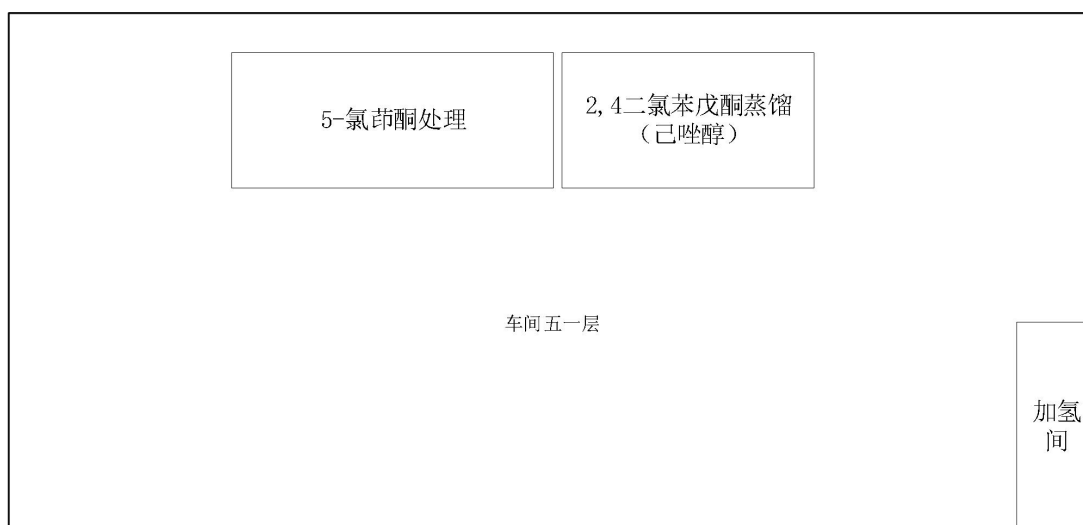 5-氯茚酮处理
2,4二氯苯戊酮蒸馏
（己唑醇）
车间五一层
加氢
间